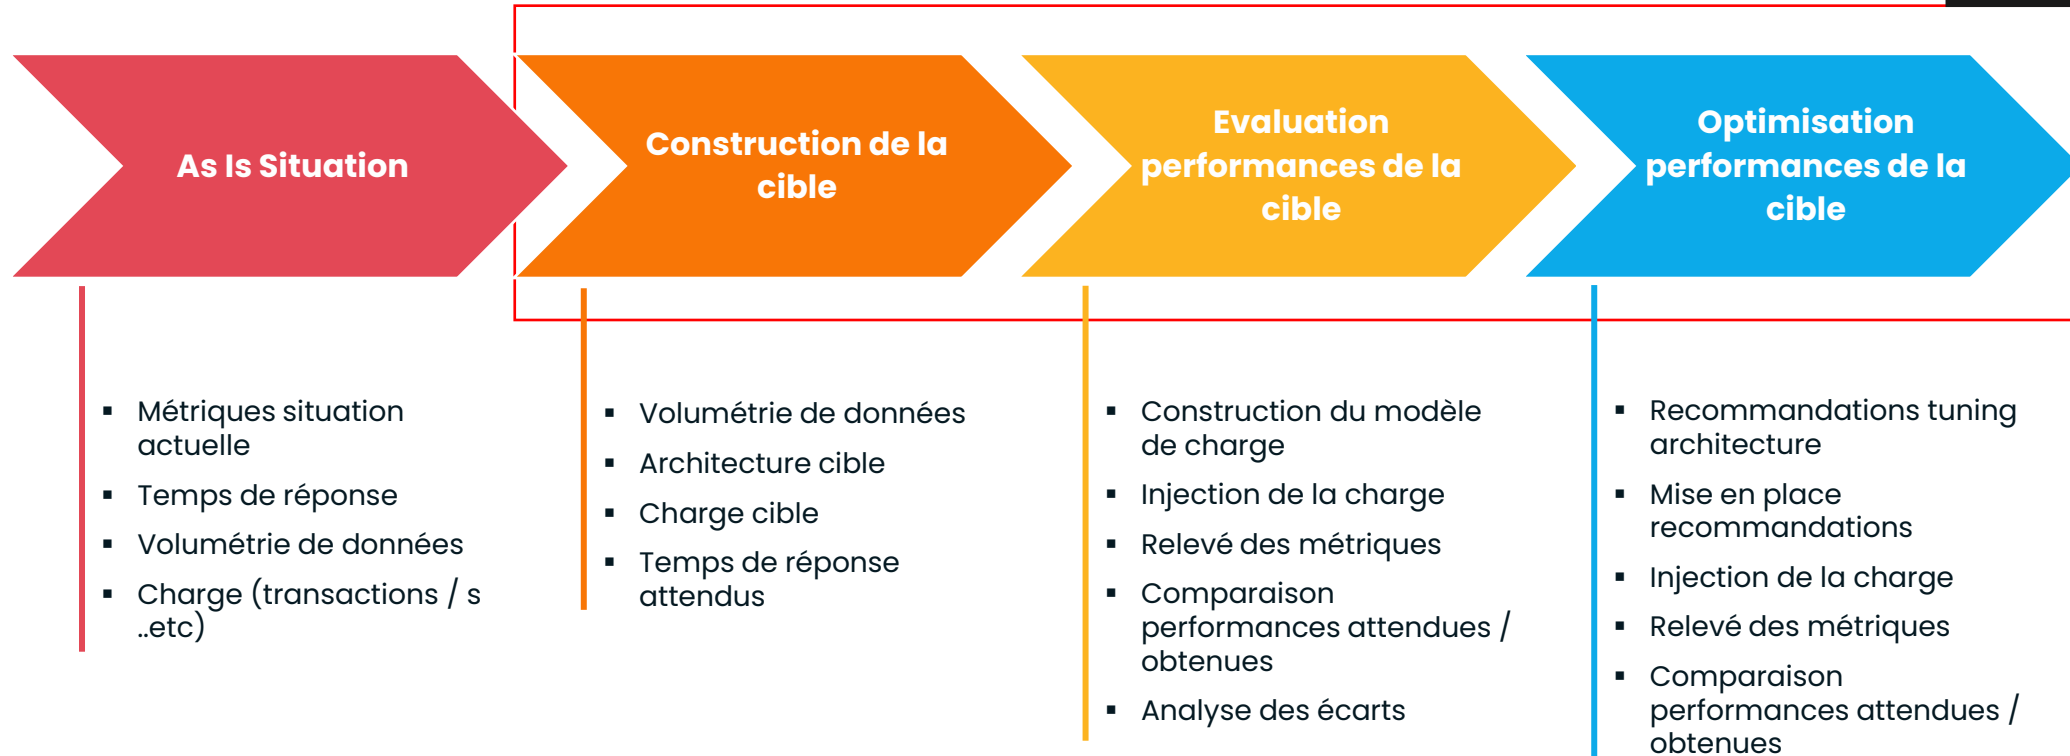 As Is Situation
Construction de la
cible
Evaluation
performances de la
cible
Optimisation
performances de la
cible
▪ Métriques situation
actuelle
▪ Temps de réponse
▪ Volumétrie de données
▪ Charge (transactions / s
..etc)
▪ Volumétrie de données
▪ Architecture cible
▪ Charge cible
▪ Temps de réponse
attendus
▪ Construction du modèle
de charge
▪ Injection de la charge
▪ Relevé des métriques
▪ Comparaison
performances attendues /
obtenues
▪ Analyse des écarts
▪ Recommandations tuning
architecture
▪ Mise en place
recommandations
▪ Injection de la charge
▪ Relevé des métriques
▪ Comparaison
performances attendues /
obtenues